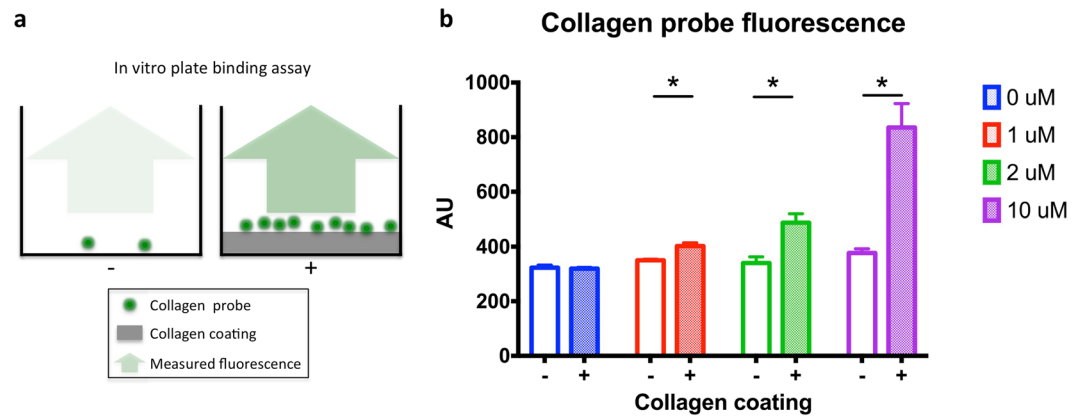 a
In vitro plate binding assay
- +
Collagen probe
Collagen coating
Measured fluorescence
b
Collagen probe fluorescence
AU
1000
800
600
400
200
0
* * *
- + - + - + - +
Collagen coating
0 uM
1 uM
2 uM
10 uM